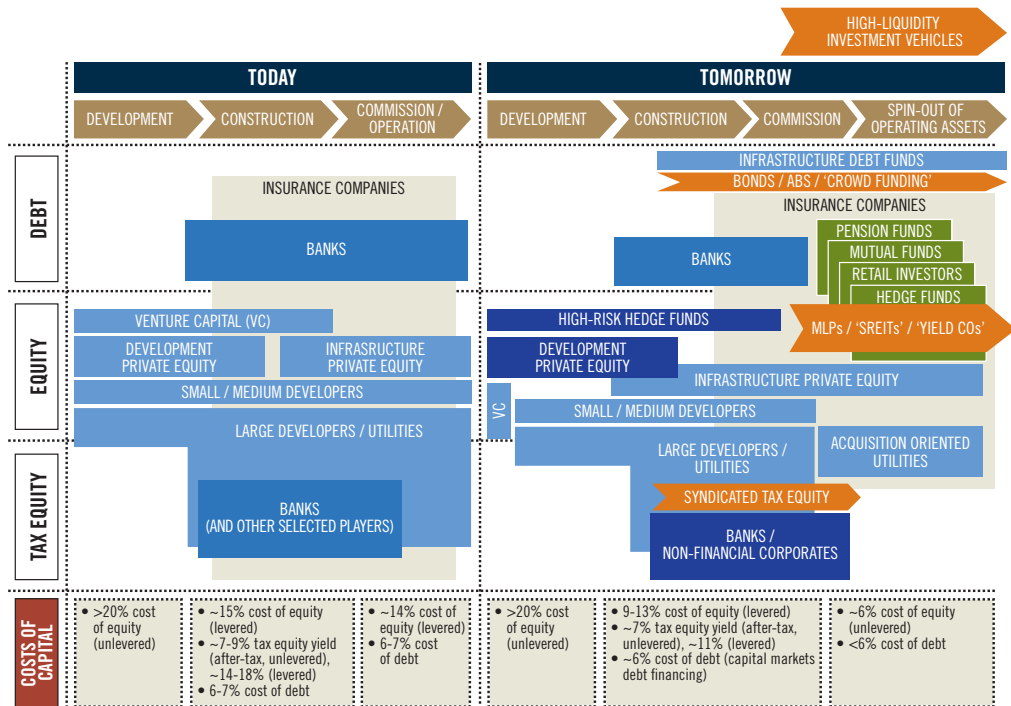 HIGH-LIQUIDITY
INVESTMENT VEHICLES
TODAY
TOMORROW
DEVELOPMENT
CONSTRUCTION
COMMISSION /
OPERATION
DEVELOPMENT
CONSTRUCTION
COMMISSION
SPIN-OUT OF
OPERATING ASSETS
DEBT
INSURANCE COMPANIES
BANKS
INFRASTRUCTURE DEBT FUNDS
BONDS / ABS / ‘CROWD FUNDING’
INSURANCE COMPANIES
BANKS
PENSION FUNDS
MUTUAL FUNDS
RETAIL INVESTORS
HEDGE FUNDS
EQUITY
VENTURE CAPITAL (VC)
DEVELOPMENT
PRIVATE EQUITY
INFRASRUCTURE
PRIVATE EQUITY
SMALL / MEDIUM DEVELOPERS
LARGE DEVELOPERS / UTILITIES
HIGH-RISK HEDGE FUNDS
MLPs / ‘SREITs’ / ‘YIELD COs’
DEVELOPMENT
PRIVATE EQUITY
INFRASTRUCTURE PRIVATE EQUITY
VC
SMALL / MEDIUM DEVELOPERS
LARGE DEVELOPERS /
UTILITIES
ACQUISITION ORIENTED
UTILITIES
TAX EQUITY
BANKS
(AND OTHER SELECTED PLAYERS)
SYNDICATED TAX EQUITY
BANKS /
NON-FINANCIAL CORPORATES
COSTS OF
CAPITAL
• >20% cost
of equity
(unlevered)
• ~15% cost of equity
(levered)
• ~7-9% tax equity yield
(after-tax, unlevered),
~14-18% (levered)
• 6-7% cost of debt
• ~14% cost of
equity (levered)
• 6-7% cost
of debt
• >20% cost
of equity
(unlevered)
• 9-13% cost of equity (levered)
• ~7% tax equity yield (after-tax,
unlevered), ~11% (levered)
• ~6% cost of debt (capital markets
debt financing)
• ~6% cost of equity
(unlevered)
• <6% cost of debt